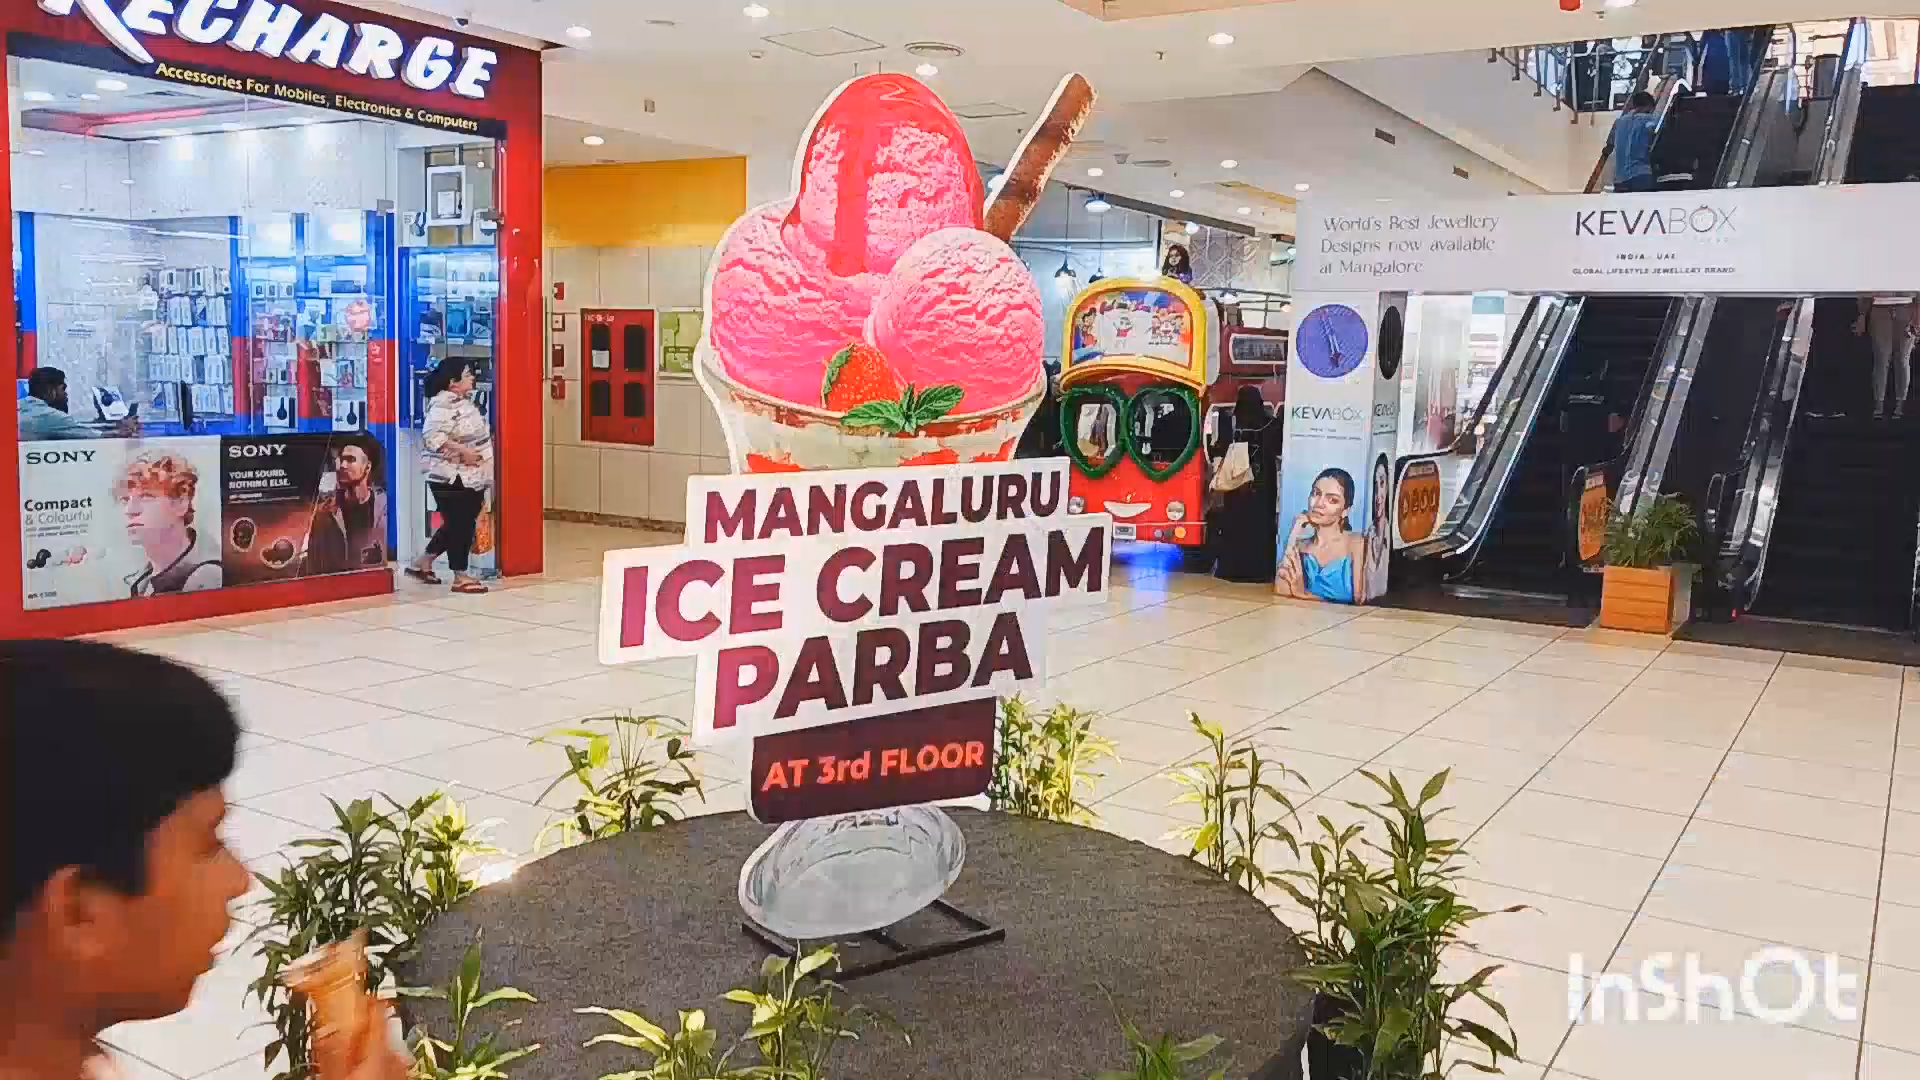 RECHARGE
Accessories For Mobiles, Electronics & Computers
SONY
Compact
& Colourful
SONY
YOUR SOUND.
NOTHING ELSE.
MANGALURU
ICE CREAM
PARBA
AT 3rd FLOOR
World's Best Jewellery
Designs now available
at Mangalore
KEVABOX
INDIA . UAE
GLOBAL LIFESTYLE JEWELLERY BRAND
KEVABOX
InShOt